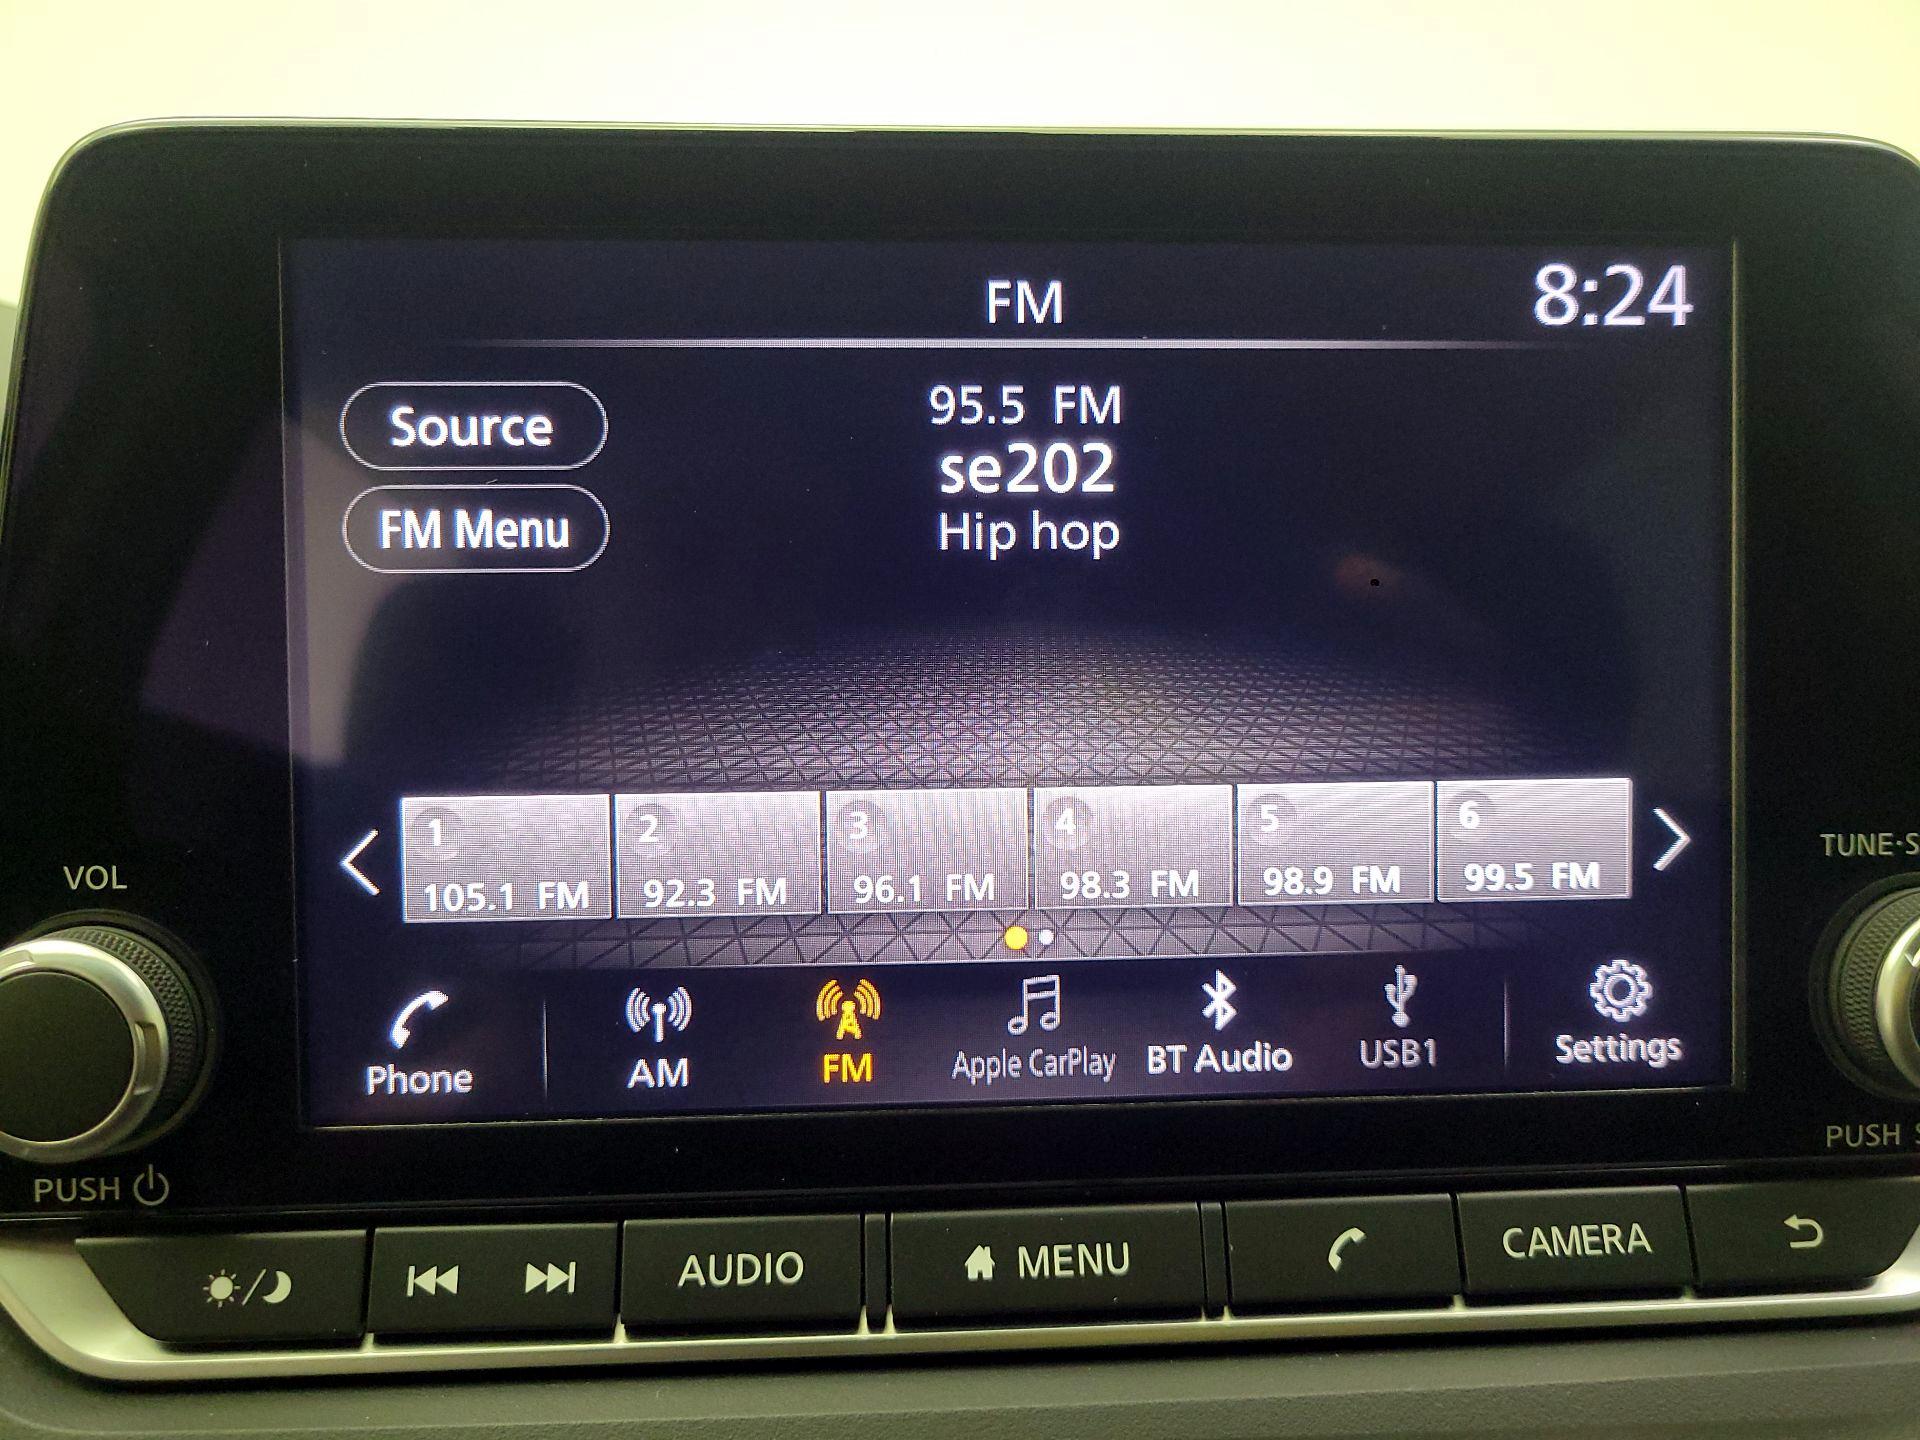 FM
8:24
Source
FM Menu
95.5 FM
se202
Hip hop
1
105.1 FM
2
92.3 FM
3
96.1 FM
4
98.3 FM
5
98.9 FM
6
99.5 FM
Phone
AM
FM
Apple CarPlay
BT Audio
USB1
Settings
VOL
PUSH
TUNE·S
PUSH S
AUDIO
MENU
CAMERA